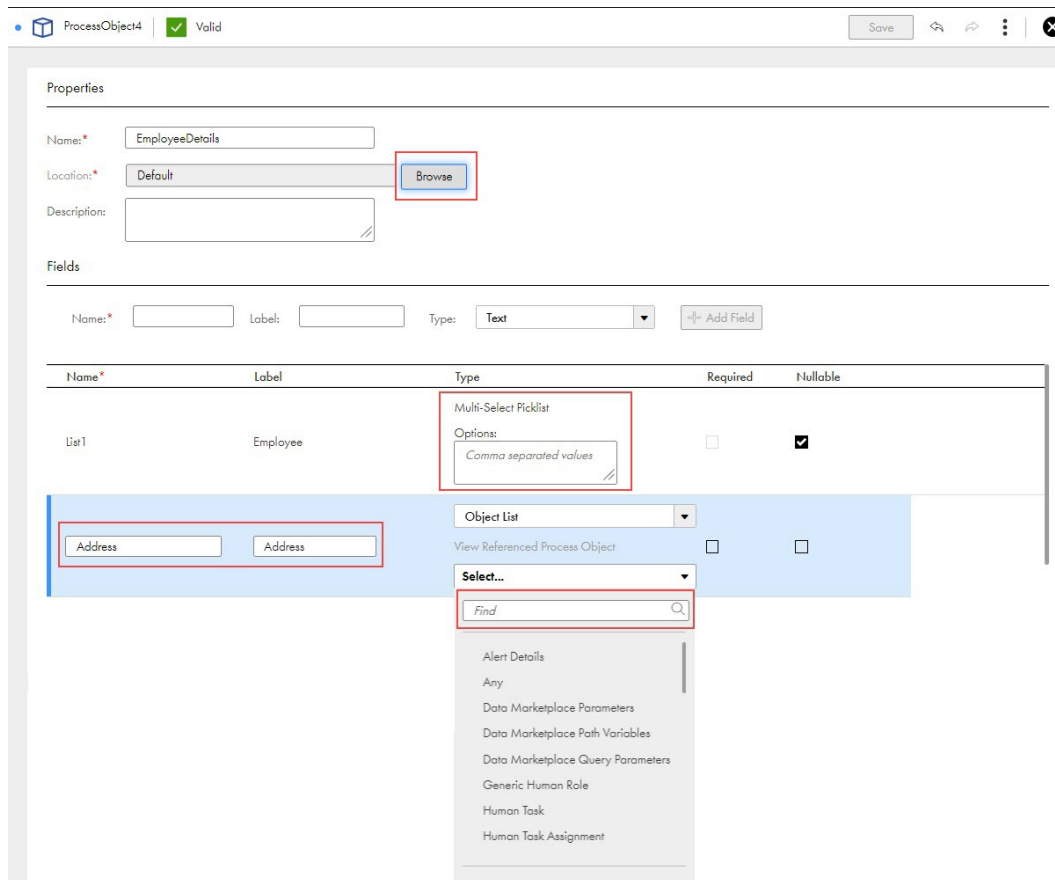 ProcessObject4 Valid Save
Properties
Name:* EmployeeDetails
Location:* Default Browse
Description:
Fields
Name:* Label: Type: Text Add Field
Name* Label Type Required Nullable
Multi-Select Picklist
Options:
List1 Employee Comma separated values
Object List
Address Address View Referenced Process Object
Select...
Find
Alert Details
Any
Data Marketplace Parameters
Data Marketplace Path Variables
Data Marketplace Query Parameters
Generic Human Role
Human Task
Human Task Assignment